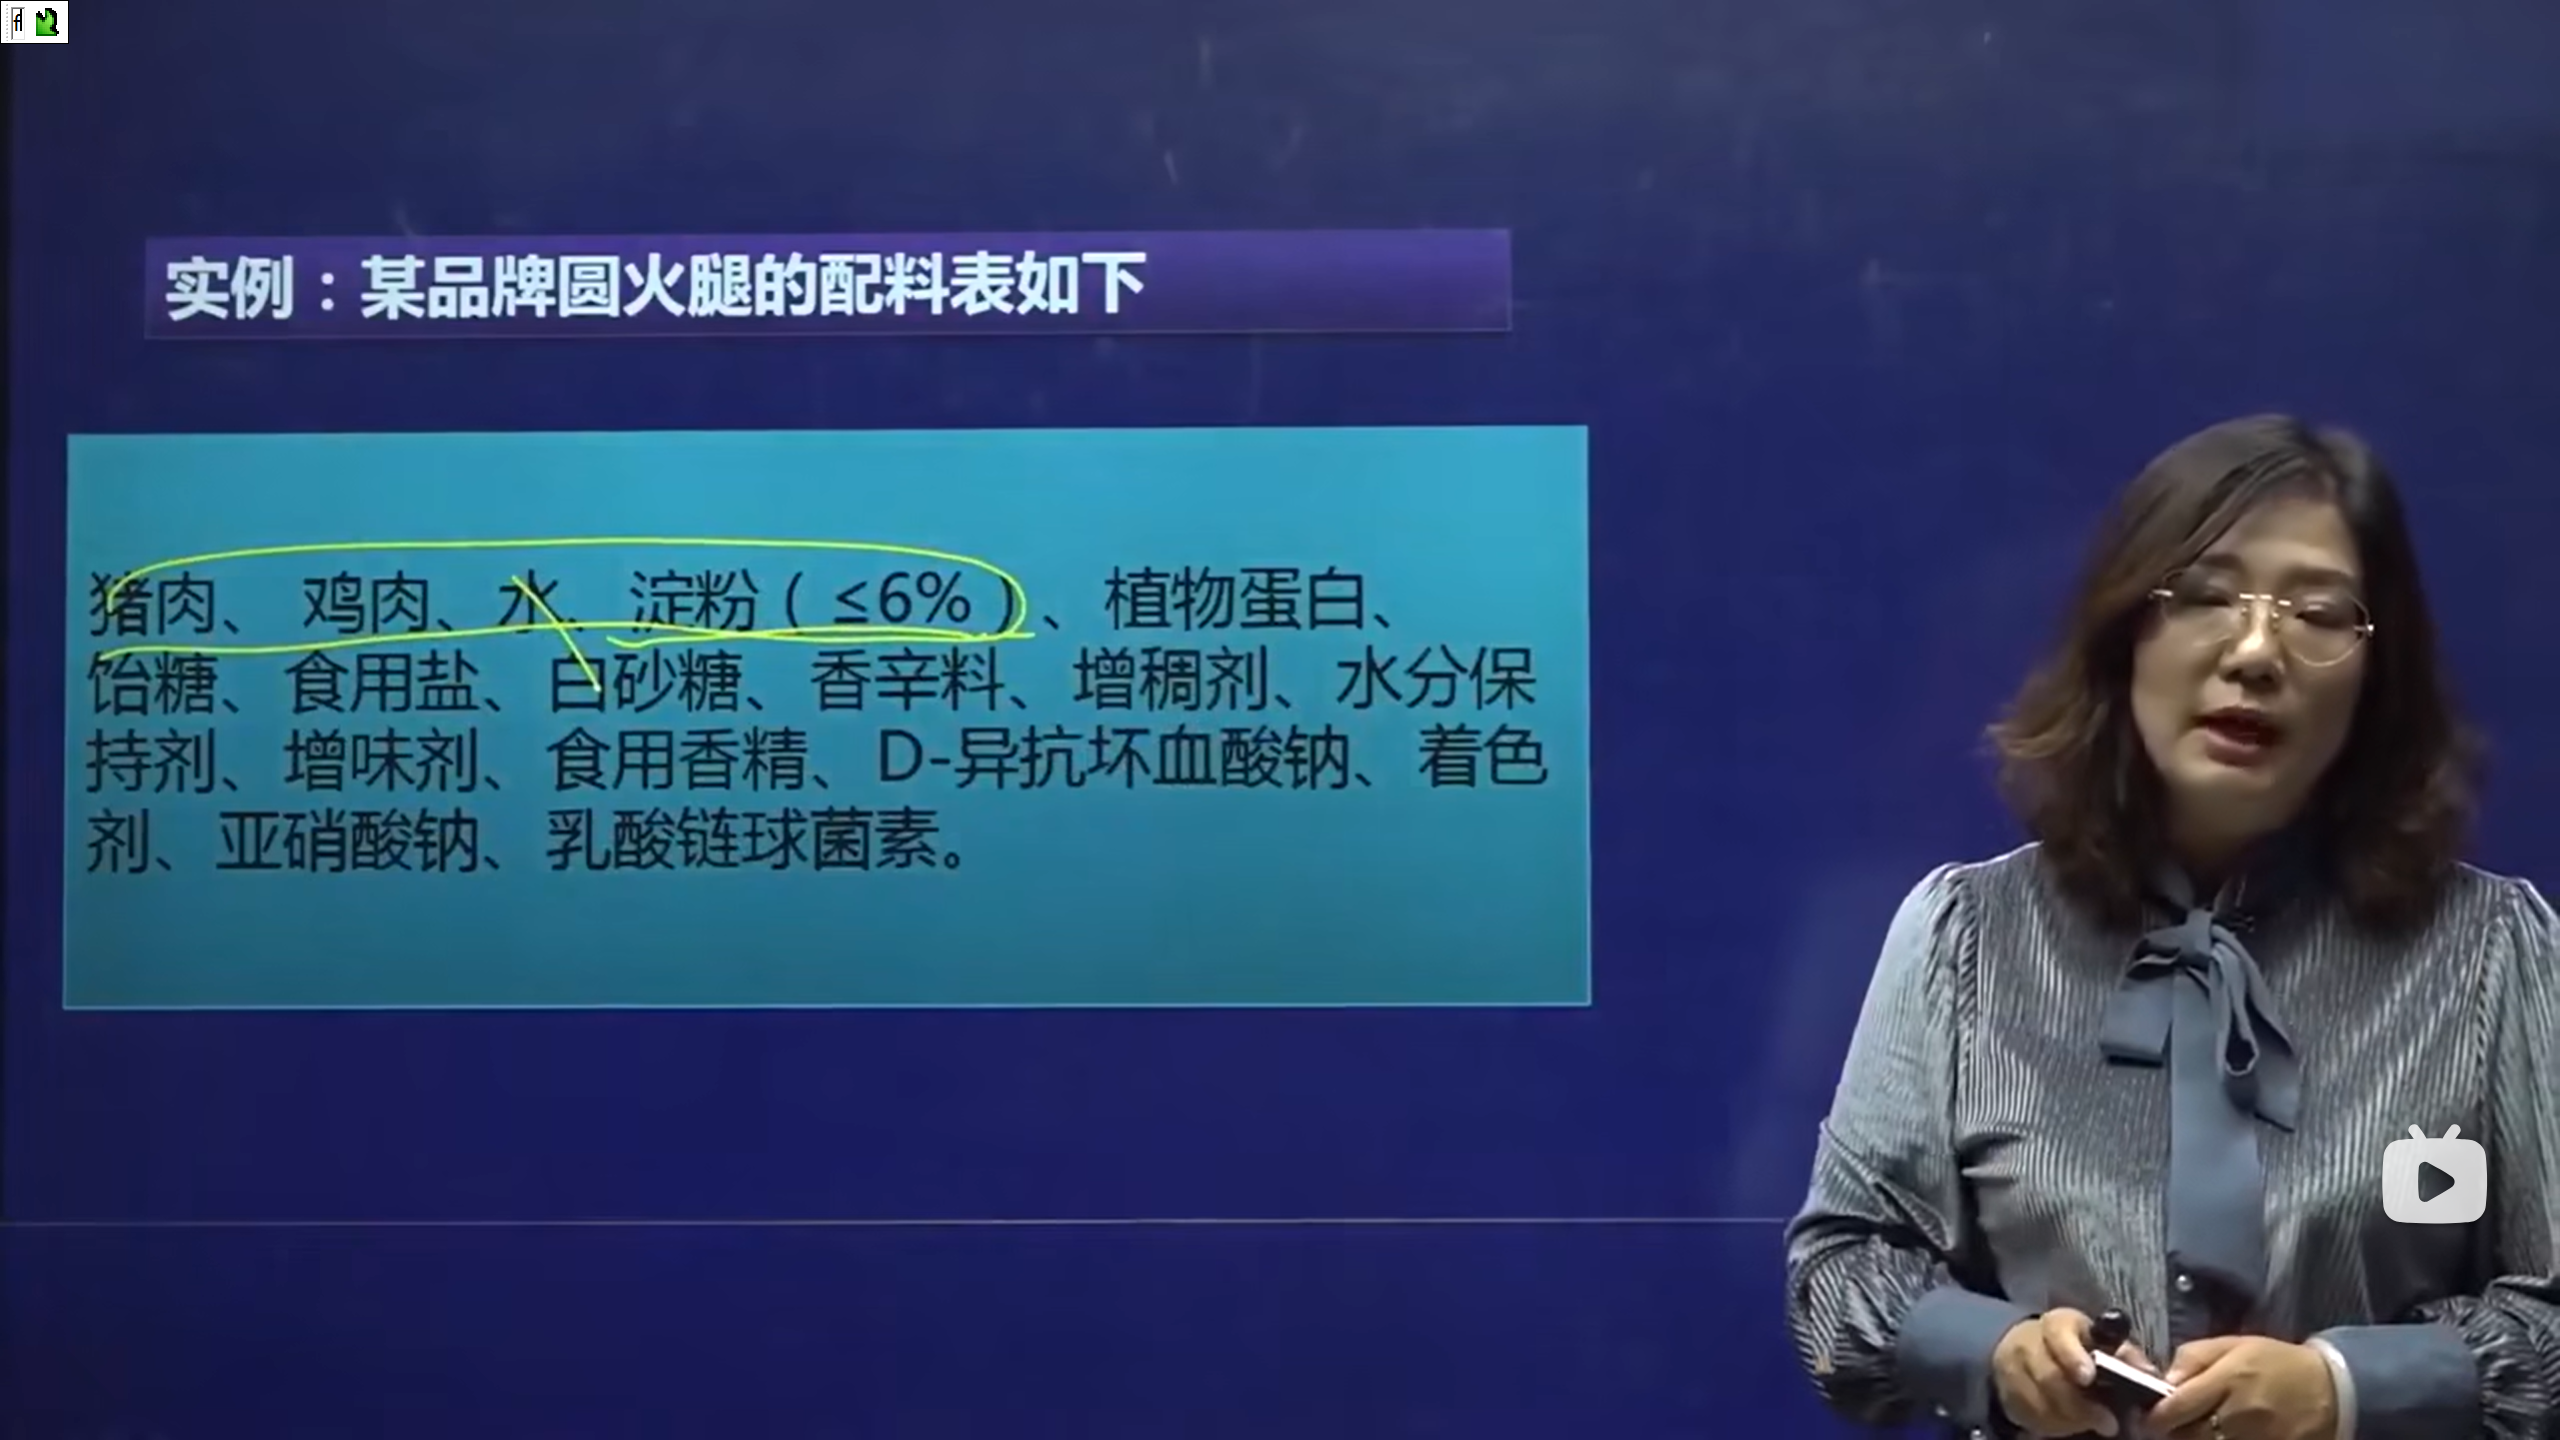 实例：某品牌圆火腿的配料表如下
猪肉、 鸡肉、水、淀粉（ ≤6% ）、植物蛋白、
饴糖、食用盐、白砂糖、香辛料、增稠剂、水分保
持剂、增味剂、食用香精、D-异抗坏血酸钠、着色
剂、亚硝酸钠、乳酸链球菌素。